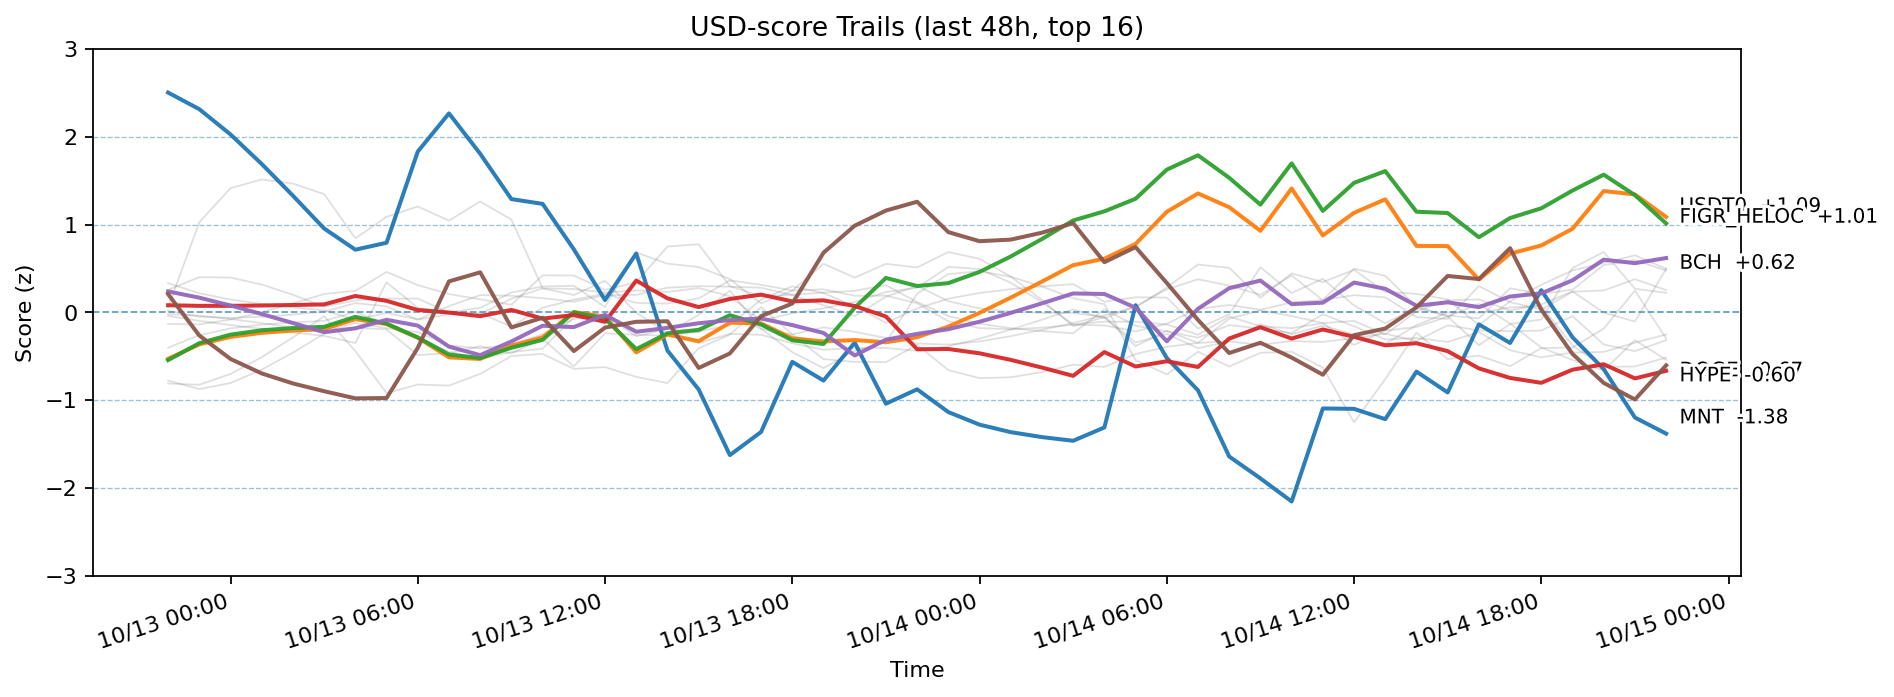 USD-score Trails (last 48h, top 16)
Score (z)
3
2
1
0
−1
−2
−3
USDT0 +1.09
FIGR_HELOC +1.01
BCH +0.62
HYPE -0.60
MNT -1.38
10/13 00:00
10/13 06:00
10/13 12:00
10/13 18:00
10/14 00:00
10/14 06:00
10/14 12:00
10/14 18:00
10/15 00:00
Time